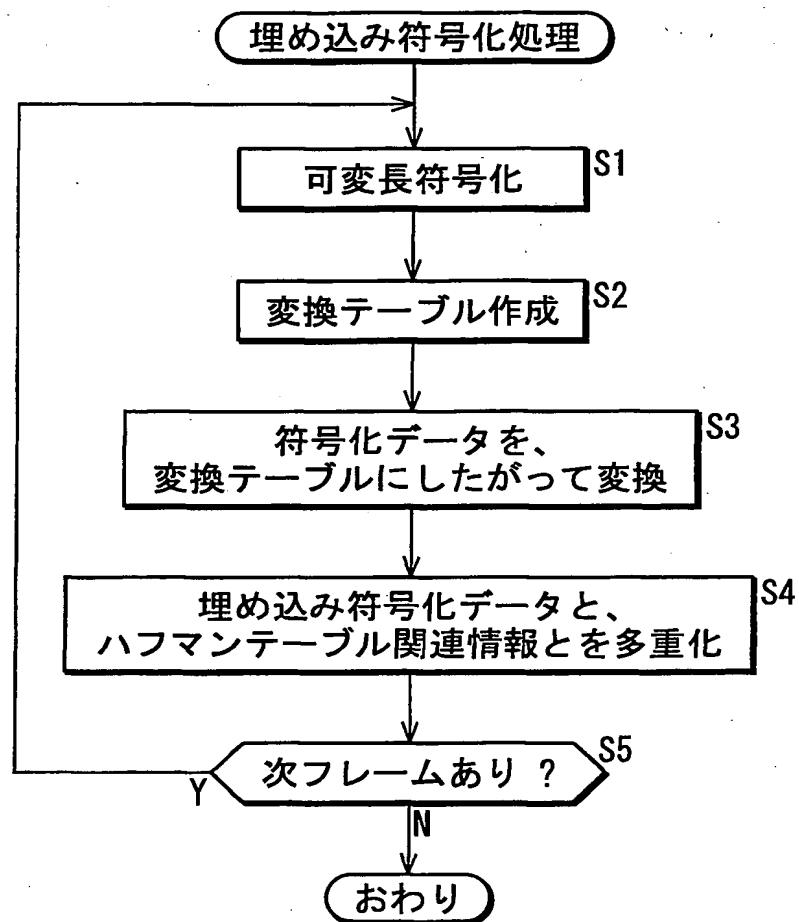 埋め込み符号化処理
可変長符号化 S1
変換テーブル作成 S2
符号化データを、 S3
変換テーブルにしたがって変換
埋め込み符号化データと、 S4
ハフマンテーブル関連情報とを多重化
次フレームあり ? S5
Y
N
おわり